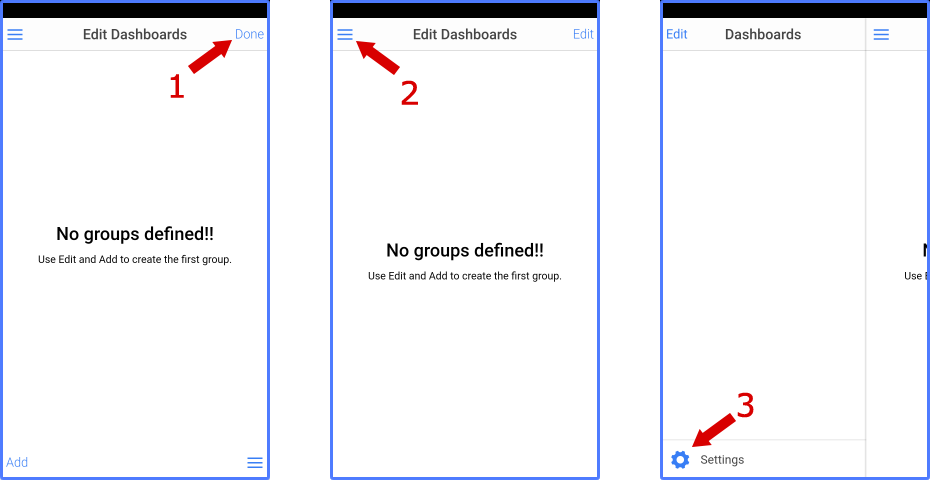 Edit Dashboards
Done
1
No groups defined!!
Use Edit and Add to create the first group.
Add
Edit Dashboards
Edit
2
No groups defined!!
Use Edit and Add to create the first group.
Edit
Dashboards
Use
3
Settings